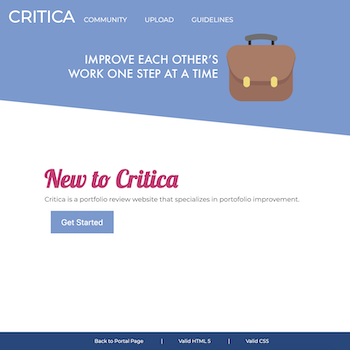 CRITICA COMMUNITY UPLOAD GUIDELINES
IMPROVE EACH OTHER'S
WORK ONE STEP AT A TIME
New to Critica
Critica is a portfolio review website that specializes in portofolio improvement.
Get Started
Back to Portal Page | Valid HTML 5 | Valid CSS